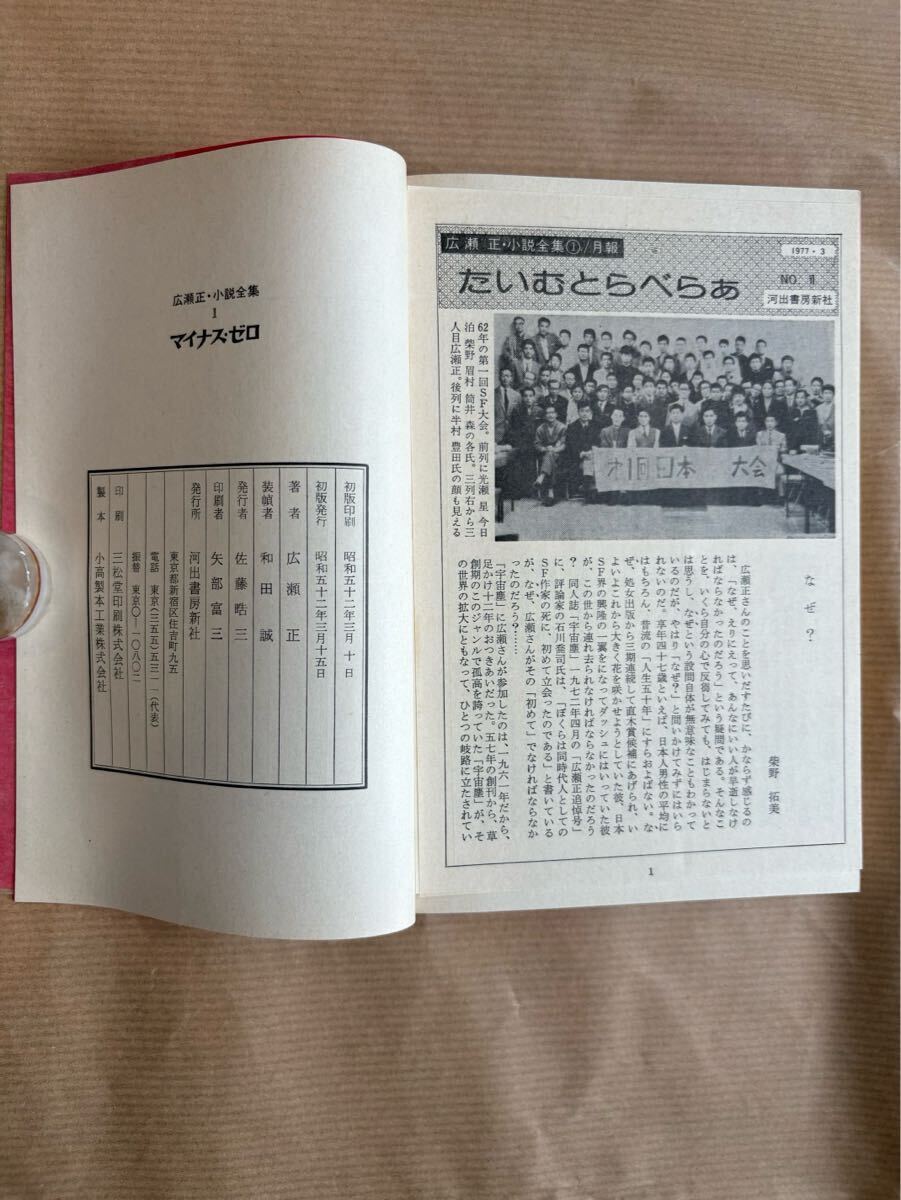 広瀬正・小説全集
1
マイナス・ゼロ
初版印刷 昭和五十二年三月十日
初版発行 昭和五十二年三月十五日
著者 広瀬正
装幀者 和田誠
発行者 佐藤晧三
印刷者 矢部富三
発行所 河出書房新社
東京都新宿区住吉町九五
電話 東京(三五五)五三一一(代表)
振替 東京〇―一〇八〇二
印刷 三松堂印刷株式会社
製本 小高製本工業株式会社
広瀬正・小説全集①/月報
1977・3
たいむとらべらぁ
NO. 1
河出書房新社
62年の第一回SF大会。前列に光瀬 星 今日
泊 柴野 眉村 筒井 森の各氏。三列右から三
人目広瀬正。後列に半村 豊田氏の顔も見える
第1回日本
大会
なぜ?
柴野 拓美
広瀬正さんのことを思いだすたびに、かならず感じるの
は、「なぜ、えりにえって、あんなにいい人が早逝しなけ
ればならなかったのだろう」という疑問である。そんなこ
とを、いくら自分の心で反復してみても、はじまらないと
は思うし、なぜという設問自体が無意味なこともわかって
いるのだが、やはり「なぜ?」と問いかけてみずにはいら
れないのだ。享年四十七歳といえば、日本人男性の平均に
はもちろん、昔流の「人生五十年」にすらおよばない。な
ぜ、処女出版から三期連続して直木賞候補にあげられ、い
よいよこれから大きく花を咲かせようとしていた彼、日本
SF界の興隆の一翼をになってダッシュにはいっていた彼
が、この世から連れ去られなければならなかったのだろう
? 同人誌「宇宙塵」一九七二年四月の「広瀬正追悼号」
に、評論家の石川喬司氏は、「ぼくらは同時代人としての
SF作家の死に、初めて立会ったのである」と書いている
が、なぜ、広瀬さんがその「初めて」でなければならなか
ったのだろう?……
「宇宙塵」に広瀬さんが参加したのは、一九六一年だから、
足かけ十二年のおつきあいだった。五七年の創刊から、草
創期のこのジャンルで孤高を誇っていた「宇宙塵」が、そ
の世界の拡大にともなって、ひとつの岐路に立たされてい
1